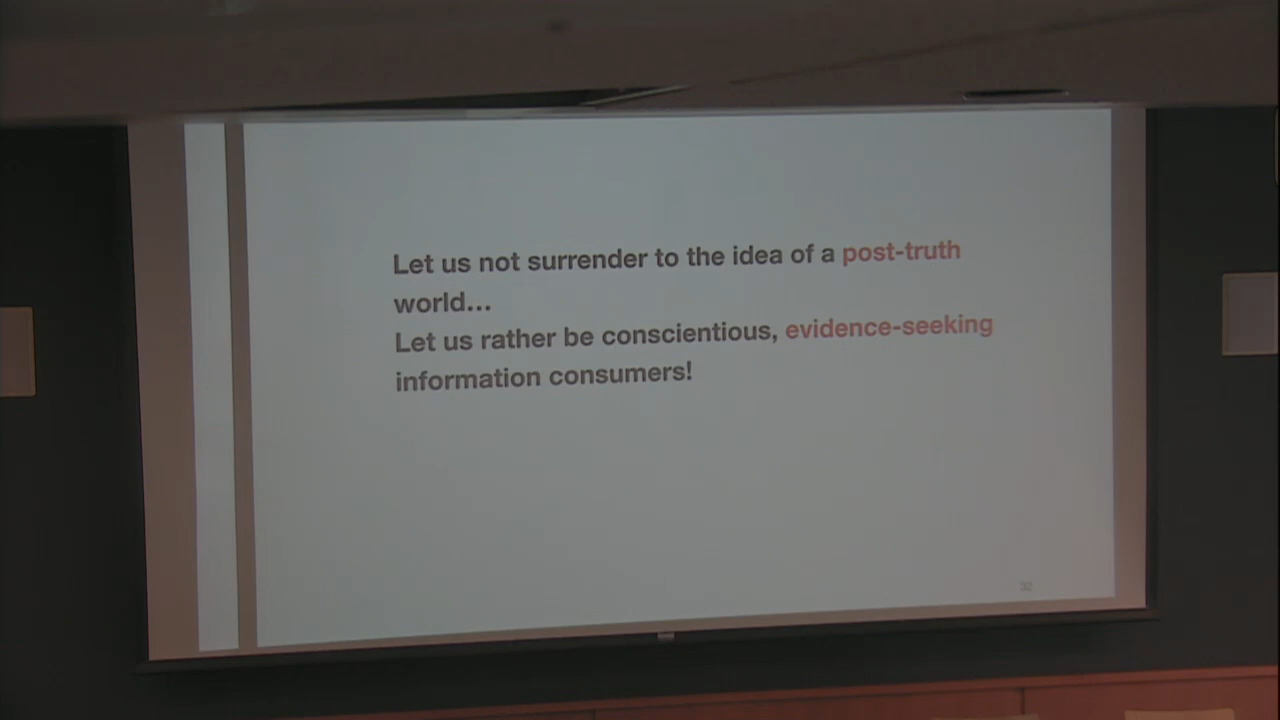 Let us not surrender to the idea of a post-truth
world...
Let us rather be conscientious, evidence-seeking
information consumers!
32